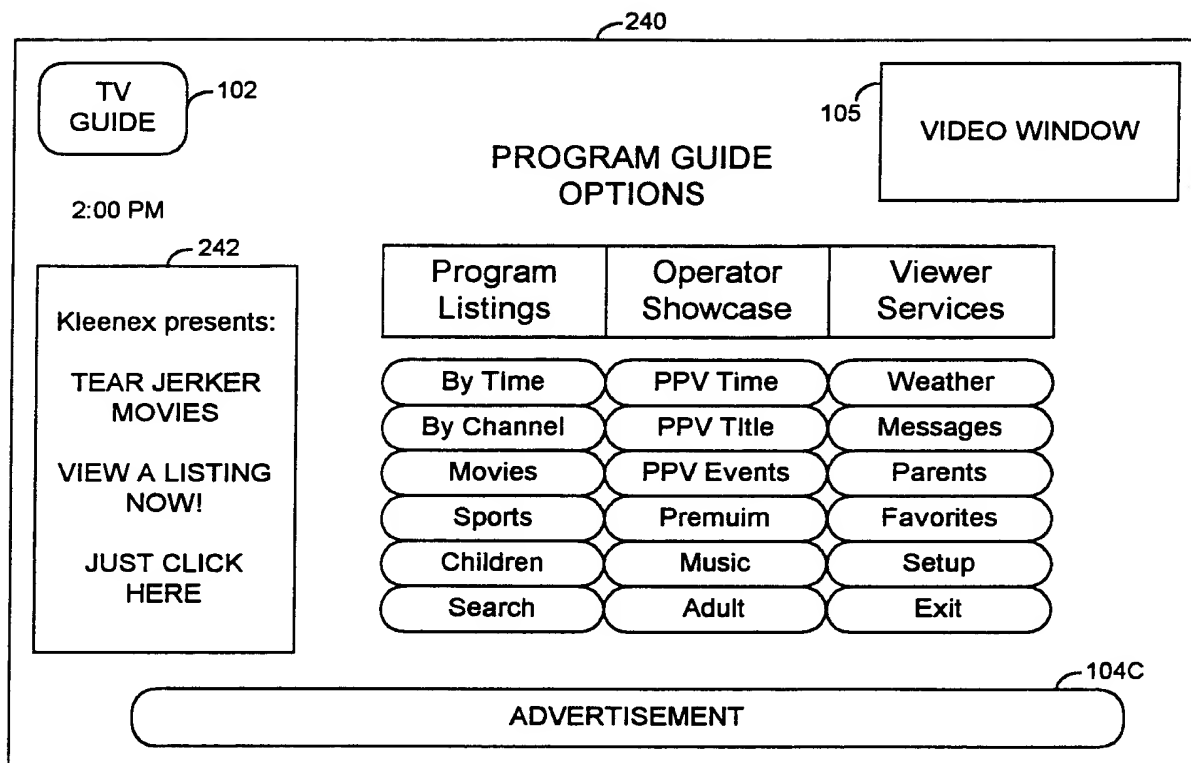 240
TV
GUIDE
102
105
VIDEO WINDOW
PROGRAM GUIDE
OPTIONS
2:00 PM
242
Kleenex presents:
TEAR JERKER
MOVIES
VIEW A LISTING
NOW!
JUST CLICK
HERE
Program Listings
Operator Showcase
Viewer Services
By Time
PPV Time
Weather
By Channel
PPV TItle
Messages
Movies
PPV Events
Parents
Sports
Premuim
Favorites
Children
Music
Setup
Search
Adult
Exit
104C
ADVERTISEMENT